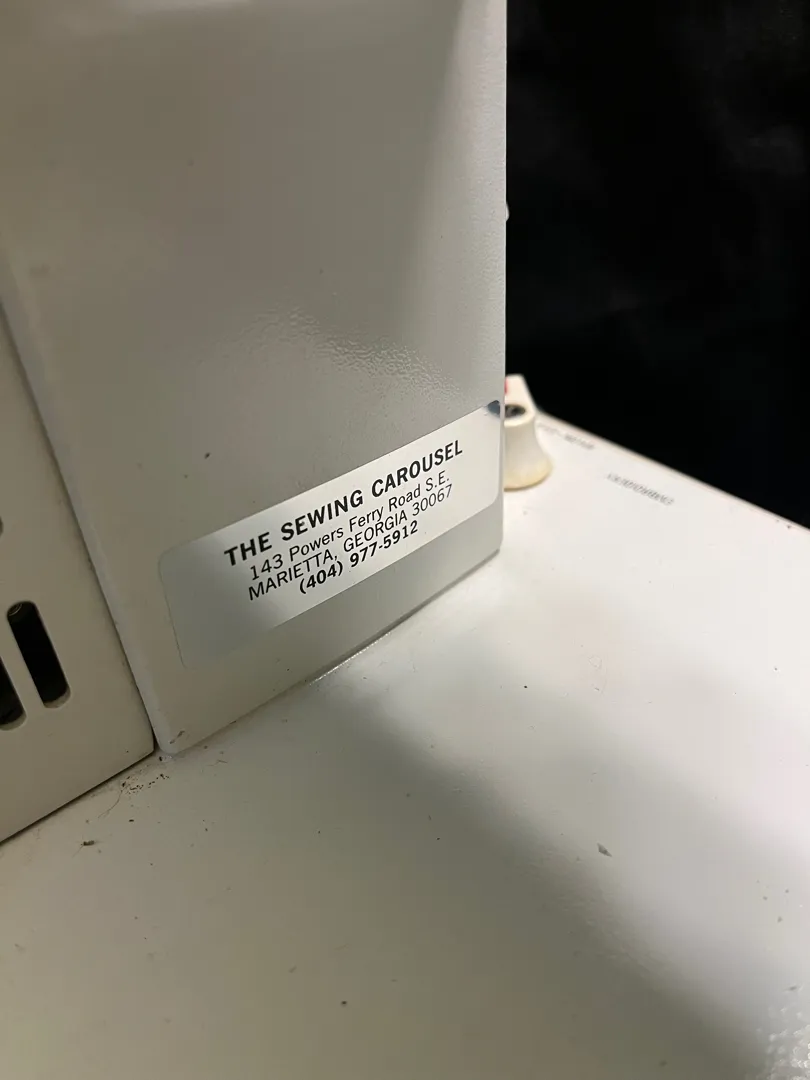 THE SEWING CAROUSEL
143 Powers Ferry Road S.E.
MARIETTA, GEORGIA 30067
(404) 977-5912